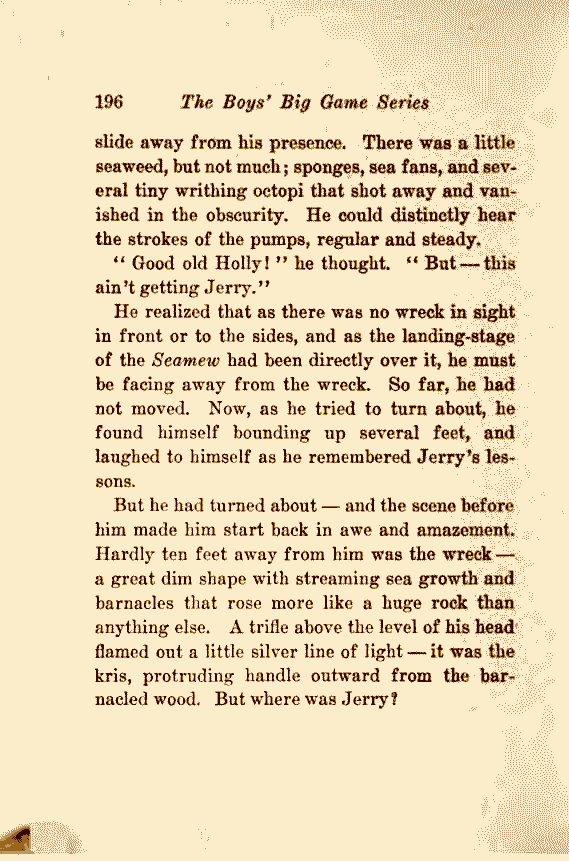 196 The Boys' Big Game Series
slide away from his presence. There was a little
seaweed, but not much; sponges, sea fans, and sev-
eral tiny writhing octopi that shot away and van-
ished in the obscurity. He could distinctly hear
the strokes of the pumps, regular and steady.
" Good old Holly! " he thought. " But — this
ain't getting Jerry."
He realized that as there was no wreck in sight
in front or to the sides, and as the landing-stage
of the Seamew had been directly over it, he must
be facing away from the wreck. So far, he had
not moved. Now, as he tried to turn about, he
found himself bounding up several feet, and
laughed to himself as he remembered Jerry's les-
sons.
But he had turned about — and the scene before
him made him start back in awe and amazement.
Hardly ten feet away from him was the wreck —
a great dim shape with streaming sea growth and
barnacles that rose more like a huge rock than
anything else. A trifle above the level of his head
flamed out a little silver line of light — it was the
kris, protruding handle outward from the bar-
nacled wood. But where was Jerry?